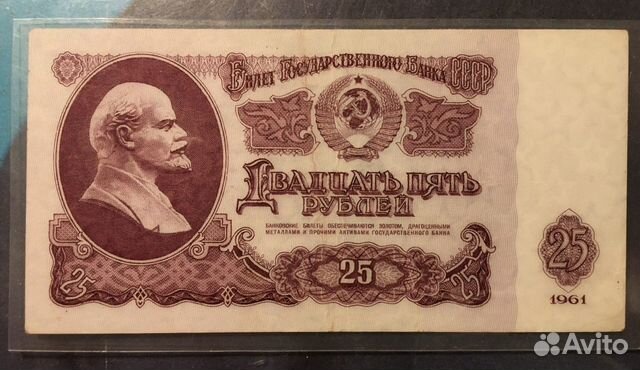 Билет Государственного Банка СССР
Двадцать пять
рублей
БАНКОВСКИЕ БИЛЕТЫ ОБЕСПЕЧИВАЮТСЯ ЗОЛОТОМ, ДРАГОЦЕННЫМИ
МЕТАЛЛАМИ И ПРОЧИМИ АКТИВАМИ ГОСУДАРСТВЕННОГО БАНКА
25
25
25
25
1961
Avito